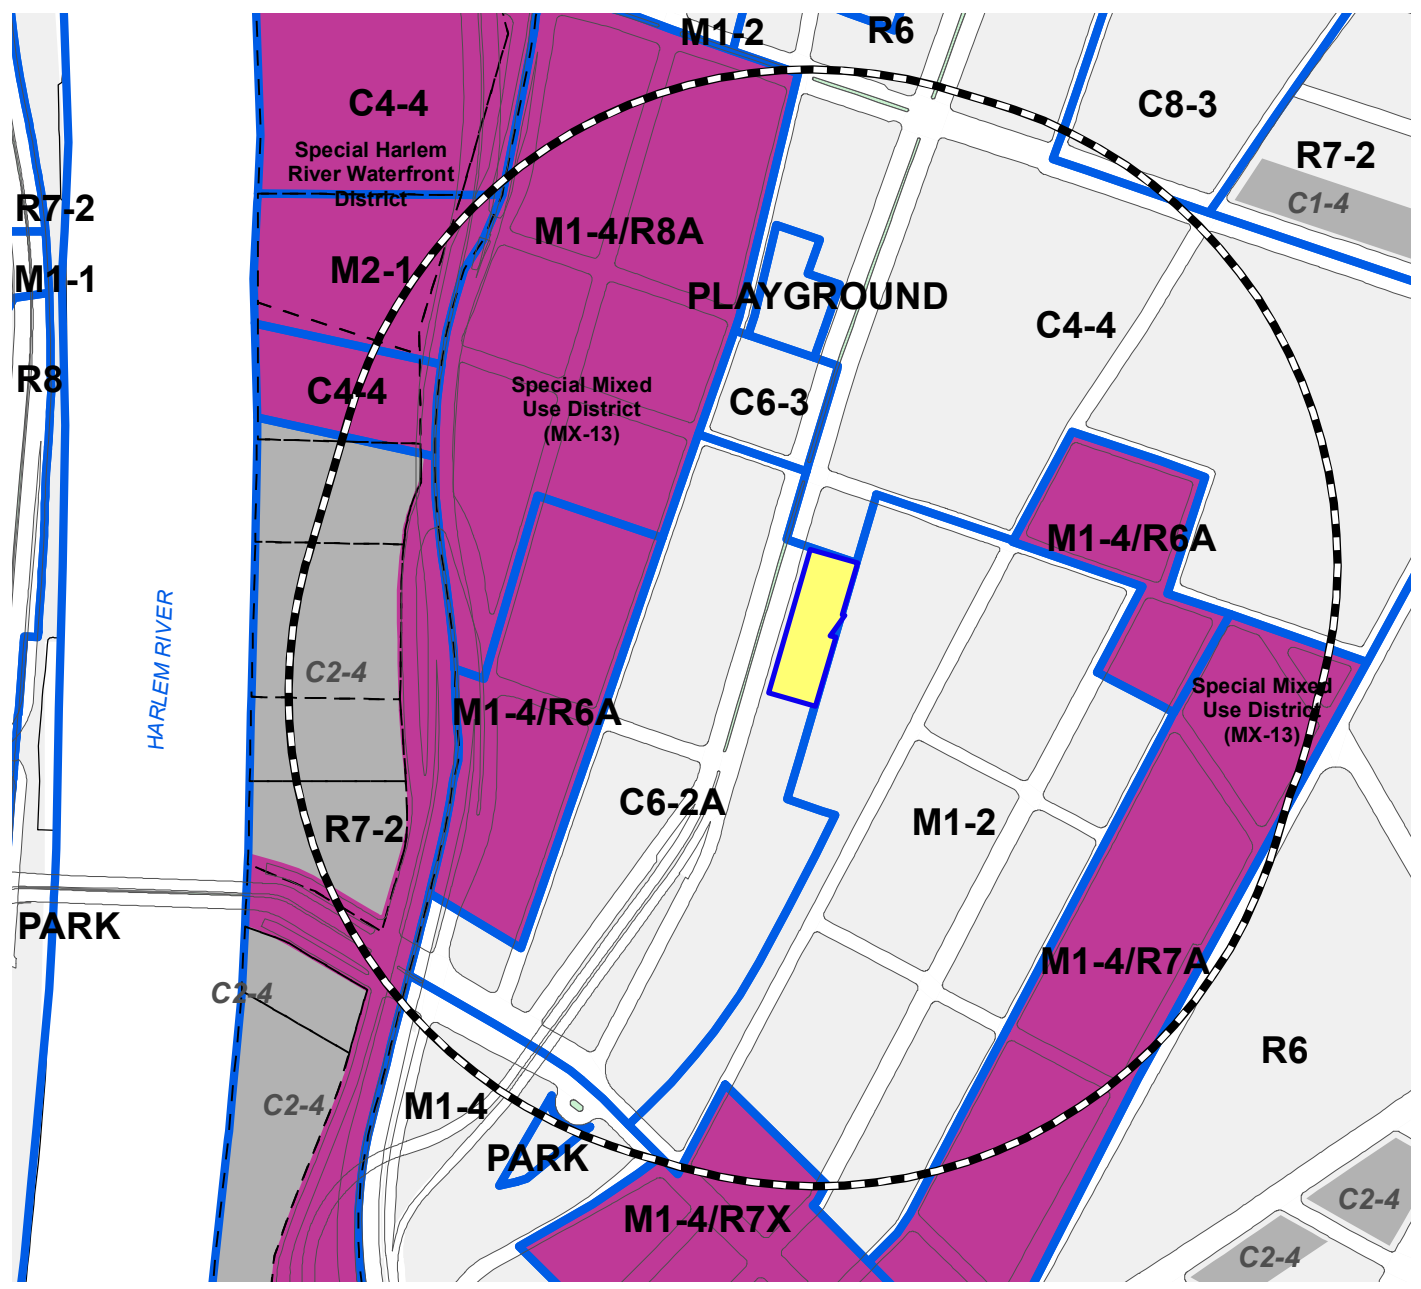 M1-2
R6
C4-4
C8-3
Special Harlem
River Waterfront
District
R7-2
C1-4
R7-2
M1-4/R8A
M1-1
M2-1
PLAYGROUND
C4-4
R8
C4-4
Special Mixed
Use District
(MX-13)
C6-3
M1-4/R6A
HARLEM RIVER
C2-4
M1-4/R6A
Special Mixed
Use District
(MX-13)
C6-2A
M1-2
R7-2
PARK
M1-4/R7A
C2-4
R6
C2-4
M1-4
PARK
C2-4
M1-4/R7X
C2-4